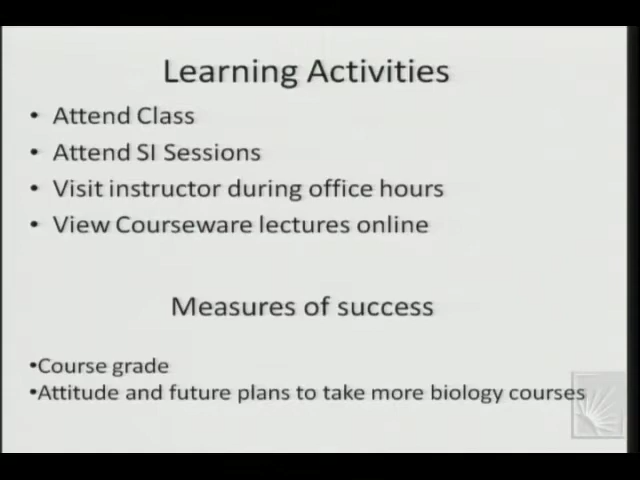 Learning Activities
• Attend Class
• Attend SI Sessions
• Visit instructor during office hours
• View Courseware lectures online
Measures of success
•Course grade
•Attitude and future plans to take more biology courses